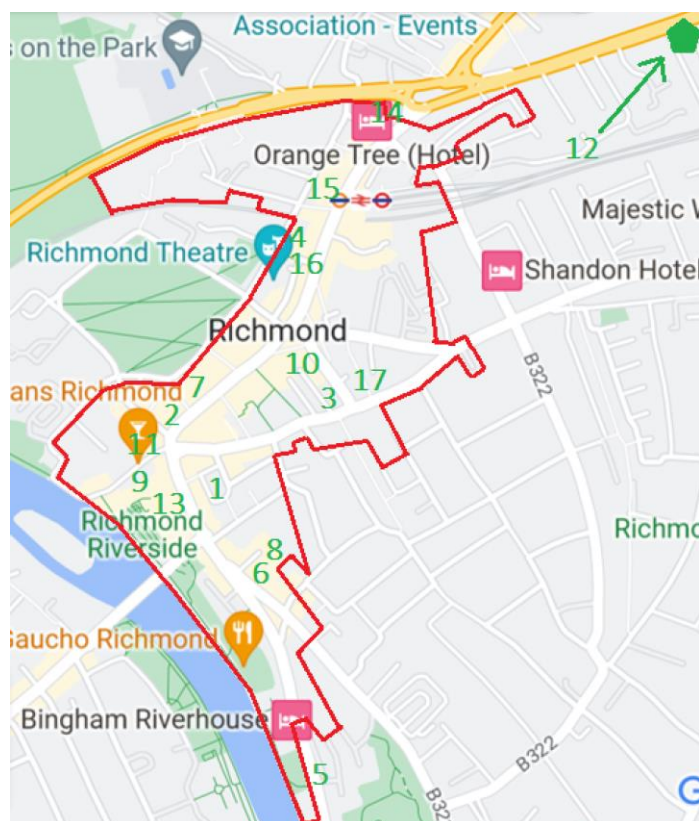 Association - Events
s on the Park
14
12
Orange Tree (Hotel)
15
Majestic W
4
Richmond Theatre
16
Shandon Hotel
Richmond
10
B322
7
17
ans Richmond
3
2
11
9
1
13
Richmond
Riverside
Richmo
8
6
Gaucho Richmond
Bingham Riverhouse
B322
5
B32
G